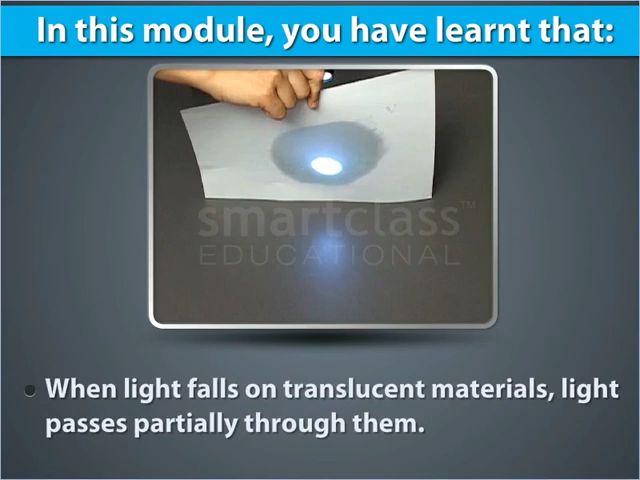 In this module, you have learnt that:
smartclass™
EDUCATIONAL
When light falls on translucent materials, light
passes partially through them.